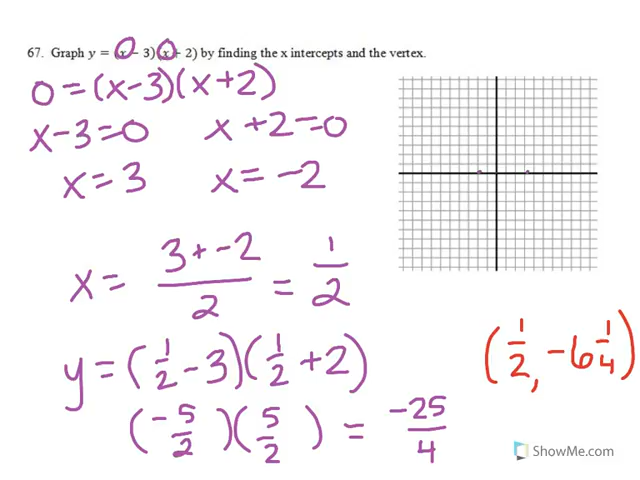 67. Graph y = (x - 3)(x + 2) by finding the x intercepts and the vertex.
0 0
0 = (x-3)(x+2)
x-3=0 x+2=0
x=3 x=-2
x= 3+-2/2 = 1/2
y=(1/2-3)(1/2+2)
(-5/2)(5/2) = -25/4
(1/2, -6 1/4)
ShowMe.com